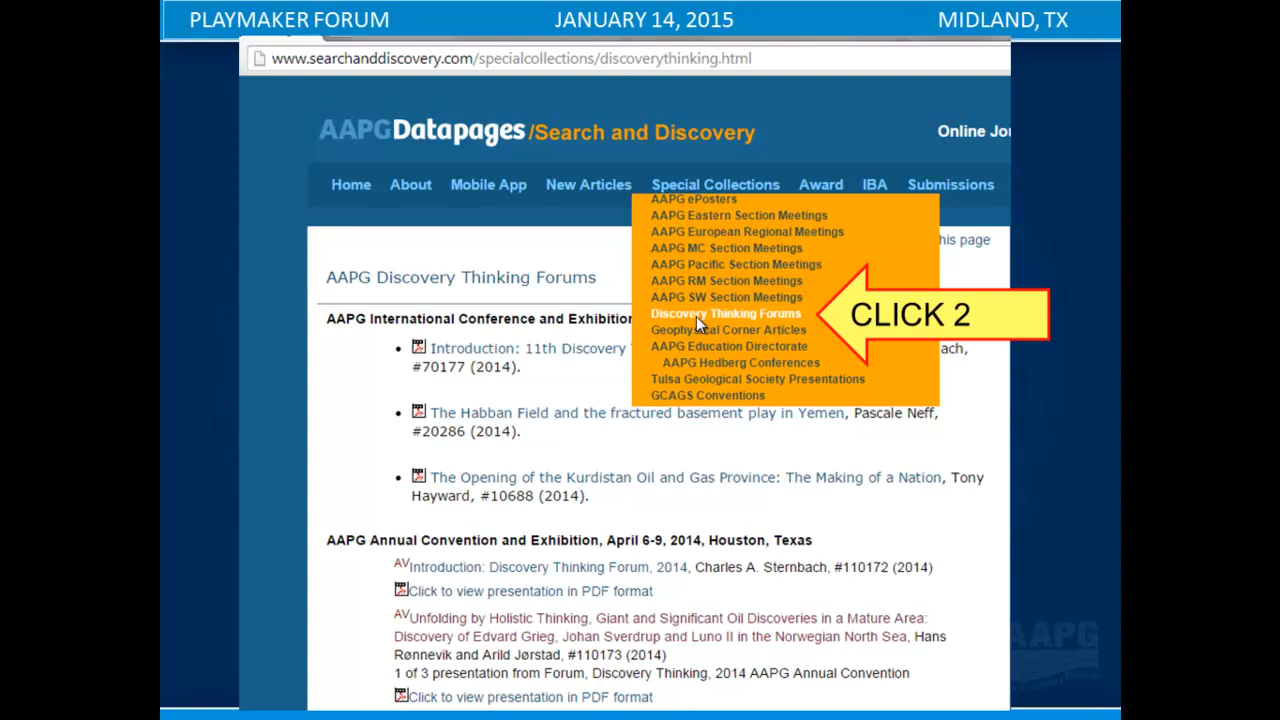 PLAYMAKER FORUM JANUARY 14, 2015 MIDLAND, TX
www.searchanddiscovery.com/specialcollections/discoverythinking.html
AAPGDatapages/Search and Discovery
Online Jo
Home About Mobile App New Articles Special Collections Award IBA Submissions
AAPG ePosters
AAPG Eastern Section Meetings
AAPG European Regional Meetings
AAPG MC Section Meetings
AAPG Pacific Section Meetings
AAPG RM Section Meetings
AAPG SW Section Meetings
Discovery Thinking Forums
Geophysical Corner Articles
AAPG Education Directorate
AAPG Hedberg Conferences
Tulsa Geological Society Presentations
GCAGS Conventions
CLICK 2
his page
AAPG Discovery Thinking Forums
AAPG International Conference and Exhibition
• Introduction: 11th Discovery ach,
#70177 (2014).
• The Habban Field and the fractured basement play in Yemen, Pascale Neff,
#20286 (2014).
• The Opening of the Kurdistan Oil and Gas Province: The Making of a Nation, Tony
Hayward, #10688 (2014).
AAPG Annual Convention and Exhibition, April 6-9, 2014, Houston, Texas
AVIntroduction: Discovery Thinking Forum, 2014, Charles A. Sternbach, #110172 (2014)
Click to view presentation in PDF format
AVUnfolding by Holistic Thinking, Giant and Significant Oil Discoveries in a Mature Area:
Discovery of Edvard Grieg, Johan Sverdrup and Luno II in the Norwegian North Sea, Hans
Rønnevik and Arild Jørstad, #110173 (2014)
1 of 3 presentation from Forum, Discovery Thinking, 2014 AAPG Annual Convention
Click to view presentation in PDF format
AAPG